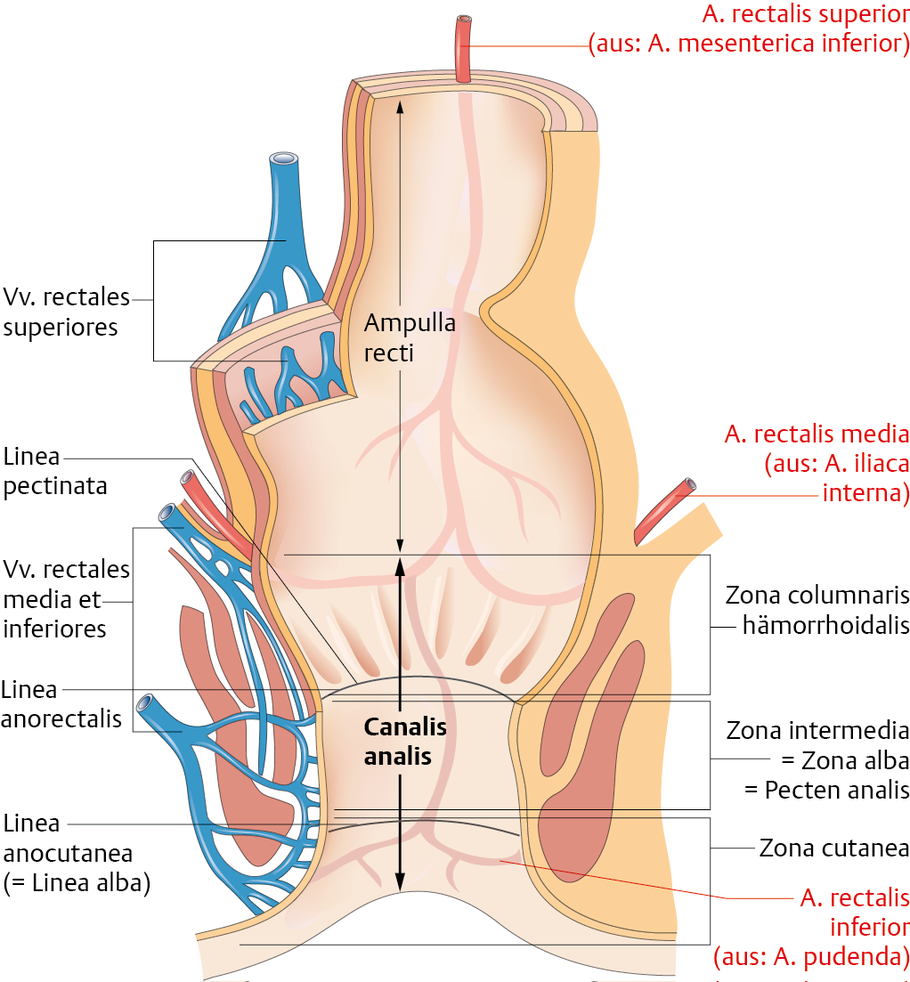 A. rectalis superior
(aus: A. mesenterica inferior)
Vv. rectales
superiores
Ampulla
recti
A. rectalis media
(aus: A. iliaca
interna)
Linea
pectinata
Vv. rectales
media et
inferiores
Zona columnaris
hämorrhoidalis
Linea
anorectalis
Canalis
analis
Zona intermedia
= Zona alba
= Pecten analis
Linea
anocutanea
(= Linea alba)
Zona cutanea
A. rectalis
inferior
(aus: A. pudenda)